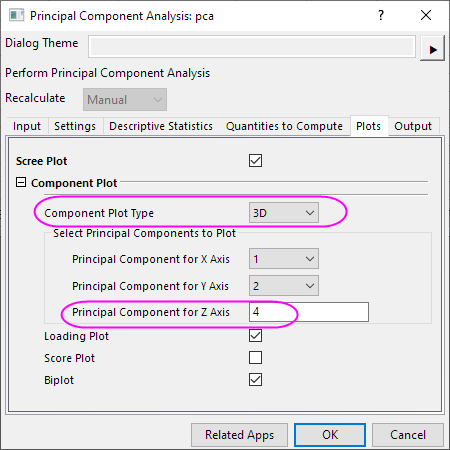 Principal Component Analysis: pca
Dialog Theme
Perform Principal Component Analysis
Recalculate Manual
Input Settings Descriptive Statistics Quantities to Compute Plots Output
Scree Plot
Component Plot
Component Plot Type 3D
Select Principal Components to Plot
Principal Component for X Axis 1
Principal Component for Y Axis 2
Principal Component for Z Axis 4
Loading Plot
Score Plot
Biplot
Related Apps OK Cancel